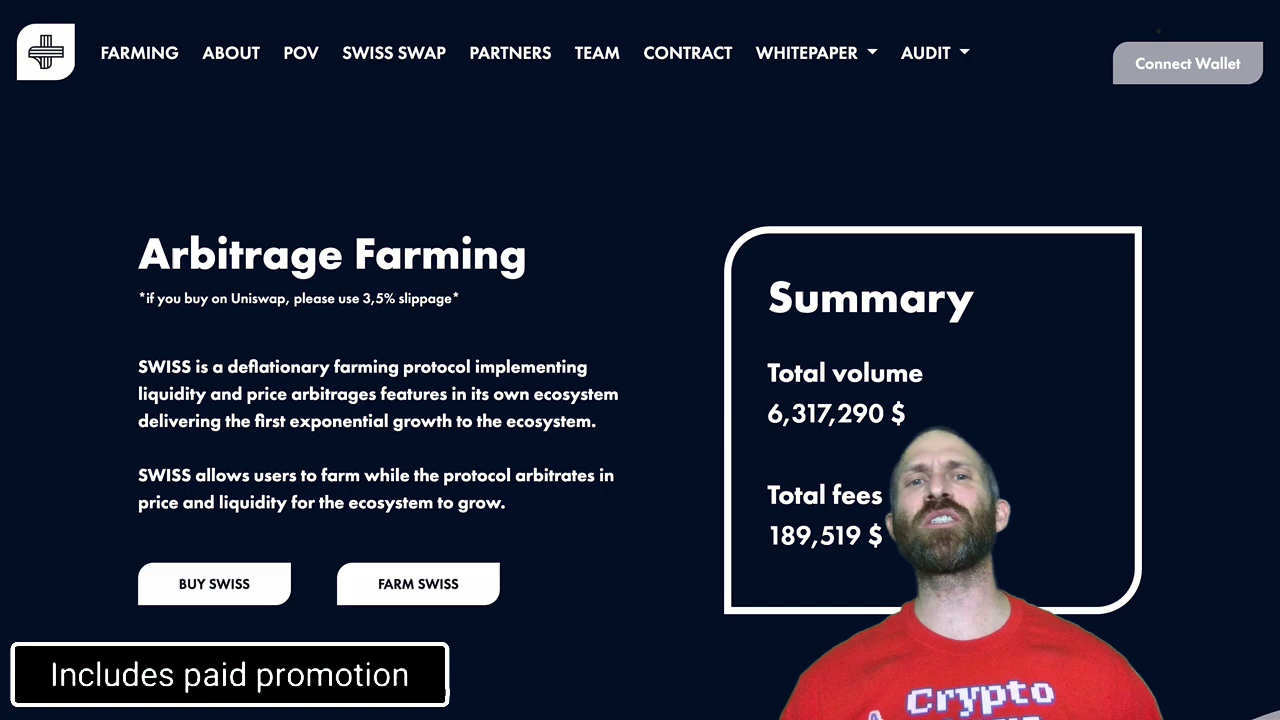 FARMING ABOUT POV SWISS SWAP PARTNERS TEAM CONTRACT WHITEPAPER AUDIT
Connect Wallet
Arbitrage Farming
*if you buy on Uniswap, please use 3,5% slippage*
SWISS is a deflationary farming protocol implementing
liquidity and price arbitrages features in its own ecosystem
delivering the first exponential growth to the ecosystem.
SWISS allows users to farm while the protocol arbitrates in
price and liquidity for the ecosystem to grow.
BUY SWISS
FARM SWISS
Summary
Total volume
6,317,290 $
Total fees
189,519 $
Includes paid promotion
Crypto